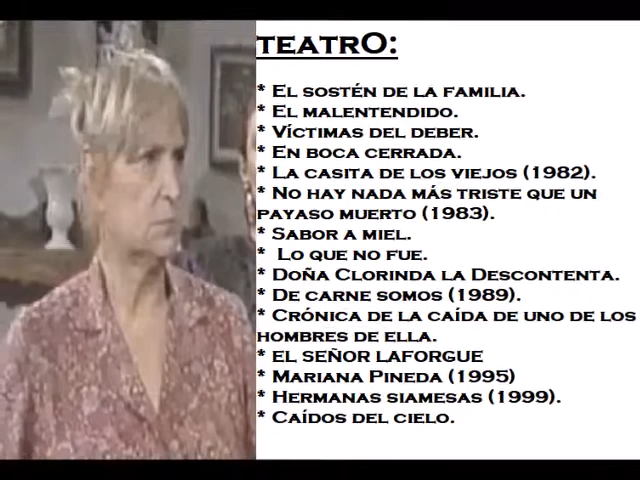 TEATRO:
* El sostén de la familia.
* El malentendido.
* Víctimas del deber.
* En boca cerrada.
* La casita de los viejos (1982).
* No hay nada más triste que un
payaso muerto (1983).
* Sabor a miel.
* Lo que no fue.
* Doña Clorinda la Descontenta.
* De carne somos (1989).
* Crónica de la caída de uno de los
hombres de ella.
* EL SEÑOR LAFORGUE
* Mariana Pineda (1995)
* Hermanas siamesas (1999).
* Caídos del cielo.